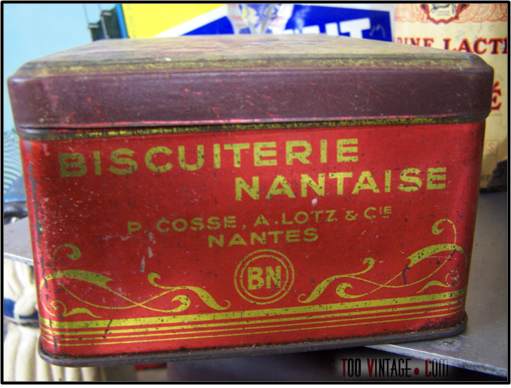 BISCUITERIE
NANTAISE
P. COSSE, A. LOTZ & CIE
NANTES
BN
TOO VINTAGE. COM